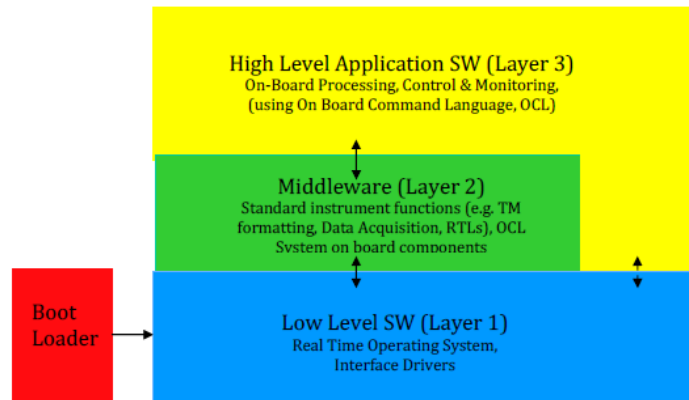 High Level Application SW (Layer 3)
On-Board Processing, Control & Monitoring,
(using On Board Command Language, OCL)
Middleware (Layer 2)
Standard instrument functions (e.g. TM
formatting, Data Acquisition, RTLs), OCL
System on board components
Boot
Loader
Low Level SW (Layer 1)
Real Time Operating System,
Interface Drivers